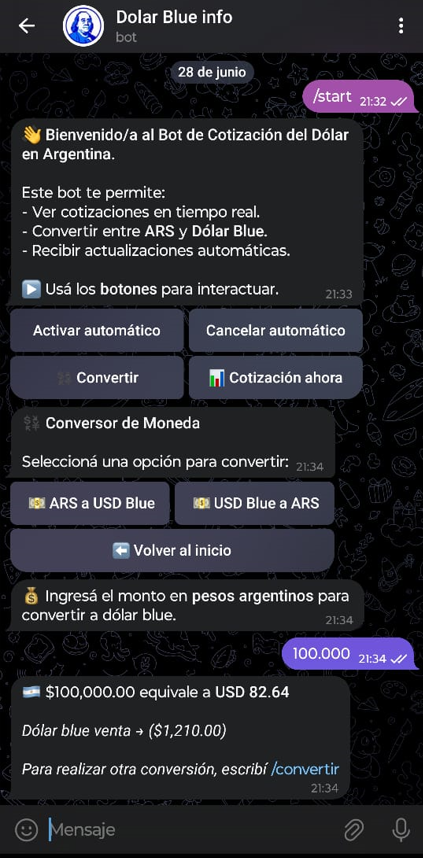 Dolar Blue info
bot
28 de junio
/start 21:32
👋 Bienvenido/a al Bot de Cotización del Dólar
en Argentina.
Este bot te permite:
- Ver cotizaciones en tiempo real.
- Convertir entre ARS y Dólar Blue.
- Recibir actualizaciones automáticas.
▶️ Usá los botones para interactuar. 21:33
Activar automático
Cancelar automático
💱 Convertir
📊 Cotización ahora
💱 Conversor de Moneda
Seleccioná una opción para convertir: 21:34
💵 ARS a USD Blue
💵 USD Blue a ARS
⬅️ Volver al inicio
💰 Ingresá el monto en pesos argentinos para
convertir a dólar blue. 21:34
100.000 21:34
🇦🇷 $100,000.00 equivale a USD 82.64
Dólar blue venta → ($1,210.00)
Para realizar otra conversión, escribí /convertir
21:34
Mensaje